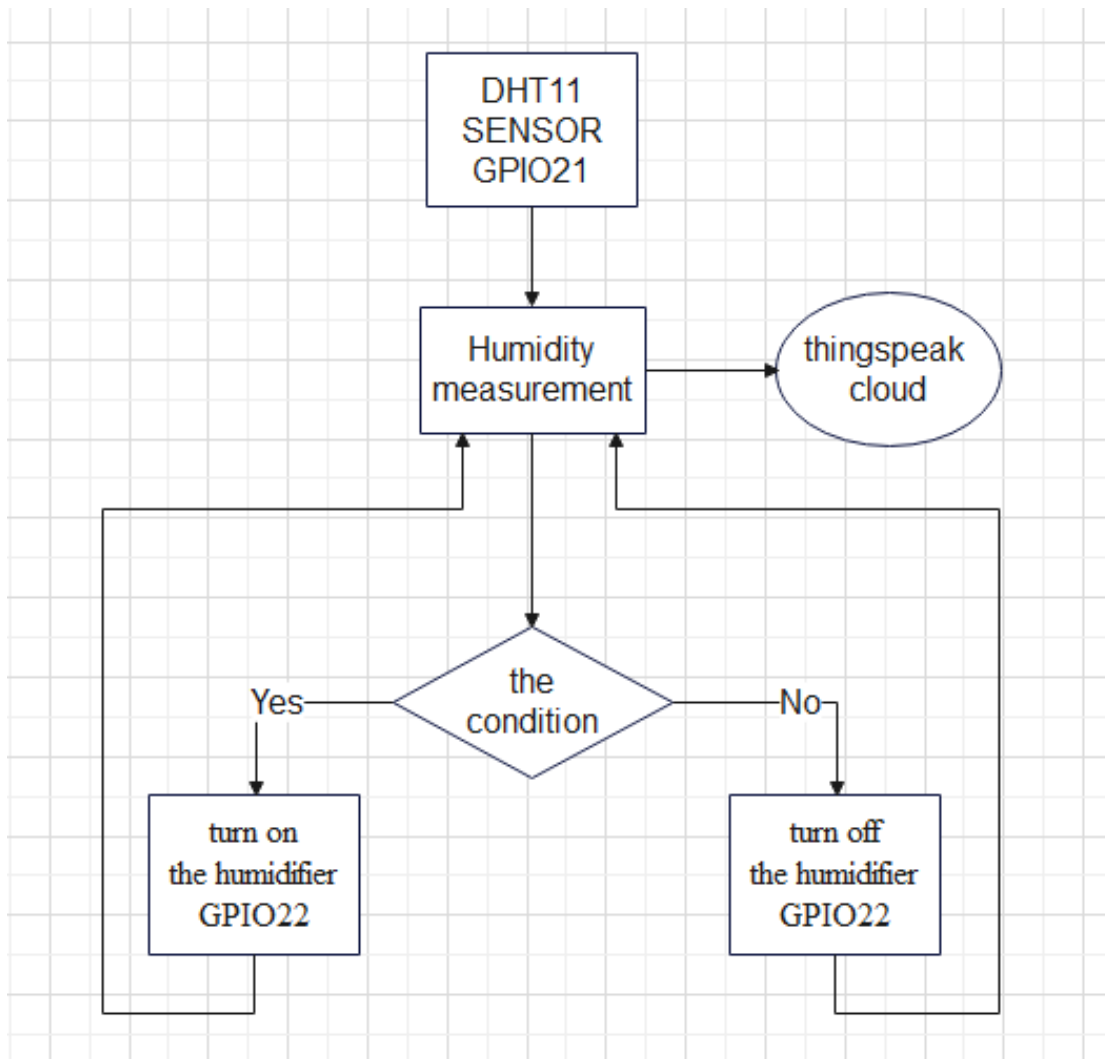 DHT11
SENSOR
GPIO21
Humidity
measurement
thingspeak
cloud
the
condition
Yes
No
turn on
the humidifier
GPIO22
turn off
the humidifier
GPIO22